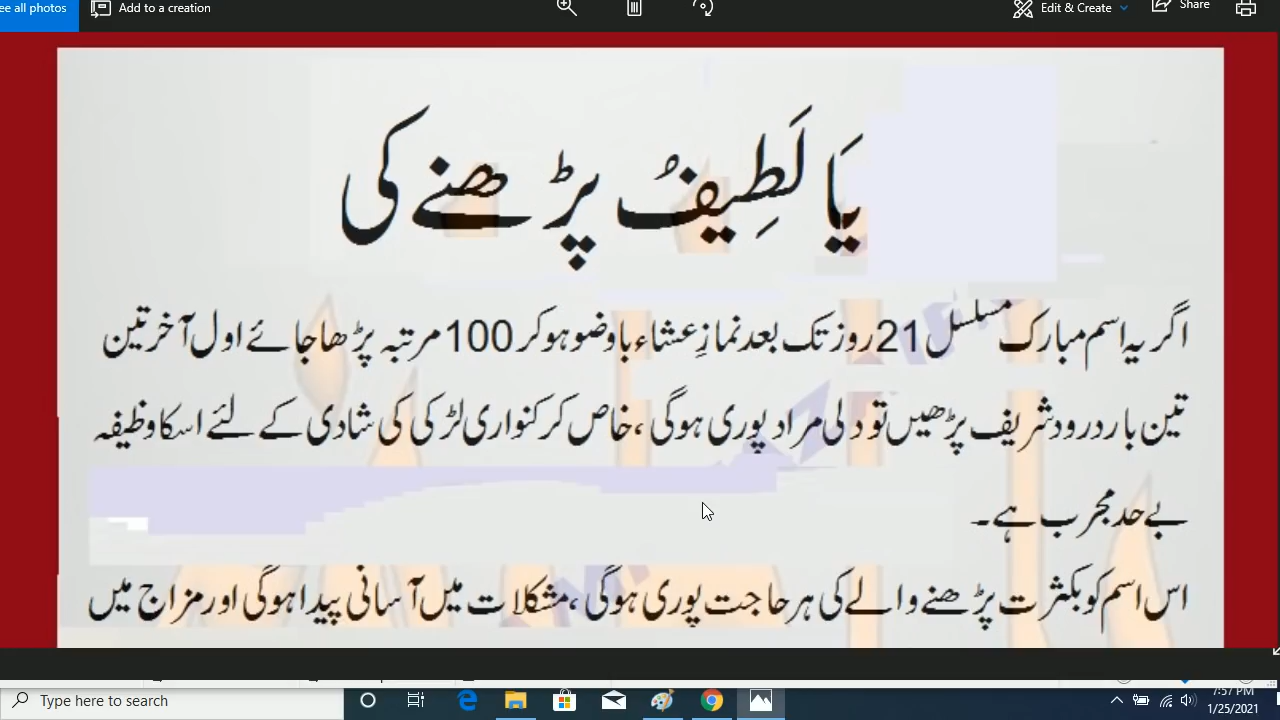 ee all photos
Add to a creation
Edit & Create
Share
یَا لَطِیفُ پڑھنے کی
اگر یہ اسم مبارک مسلسل 21 روز تک بعد نمازِ عشاء باوضو ہو کر 100 مرتبہ پڑھا جائے اول آخر تین
تین بار درود شریف پڑھیں تو دلی مراد پوری ہوگی، خاص کر کنواری لڑکی کی شادی کے لئے اسکا وظیفہ
بے حد مجرب ہے۔
اس اسم کو بکثرت پڑھنے والے کی ہر حاجت پوری ہوگی، مشکلات میں آسانی پیدا ہوگی اور مزاج میں
Type here to search
7:57 PM
1/25/2021